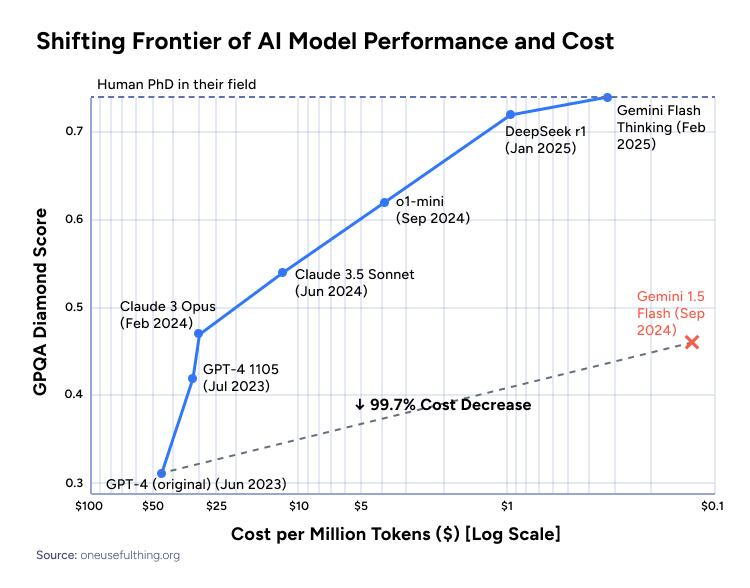 Shifting Frontier of AI Model Performance and Cost
Human PhD in their field
0.7
0.6
0.5
0.4
0.3
GPQA Diamond Score
Gemini Flash
Thinking (Feb
2025)
DeepSeek r1
(Jan 2025)
o1-mini
(Sep 2024)
Claude 3.5 Sonnet
(Jun 2024)
Claude 3 Opus
(Feb 2024)
Gemini 1.5
Flash (Sep
2024)
GPT-4 1105
(Jul 2023)
↓ 99.7% Cost Decrease
GPT-4 (original) (Jun 2023)
$100 $50 $25 $10 $5 $1 $0.1
Cost per Million Tokens ($) [Log Scale]
Source: oneusefulthing.org